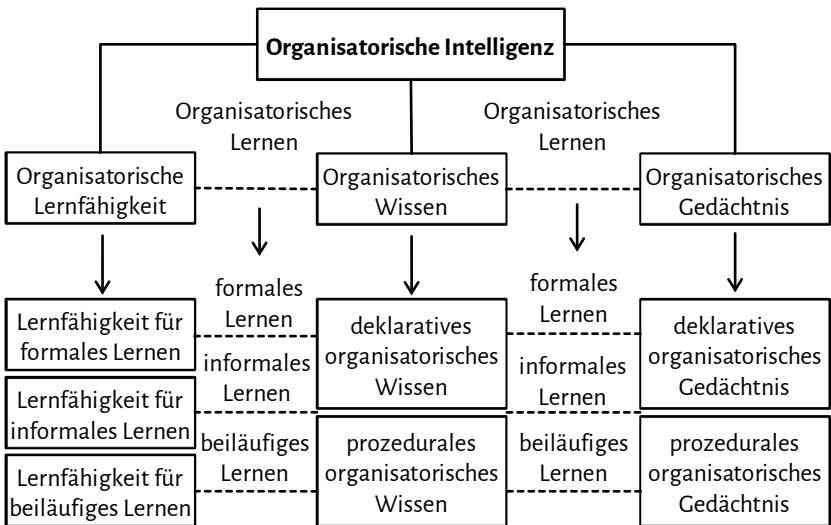 Organisatorische Intelligenz
Organisatorisches
Lernen
Organisatorisches
Lernen
Organisatorische
Lernfähigkeit
Organisatorisches
Wissen
Organisatorisches
Gedächtnis
formales
Lernen
formales
Lernen
Lernfähigkeit für
formales Lernen
deklaratives
organisatorisches
Wissen
deklaratives
organisatorisches
Gedächtnis
informales
Lernen
informales
Lernen
Lernfähigkeit für
informales Lernen
beiläufiges
Lernen
prozedurales
organisatorisches
Wissen
beiläufiges
Lernen
prozedurales
organisatorisches
Gedächtnis
Lernfähigkeit für
beiläufiges Lernen